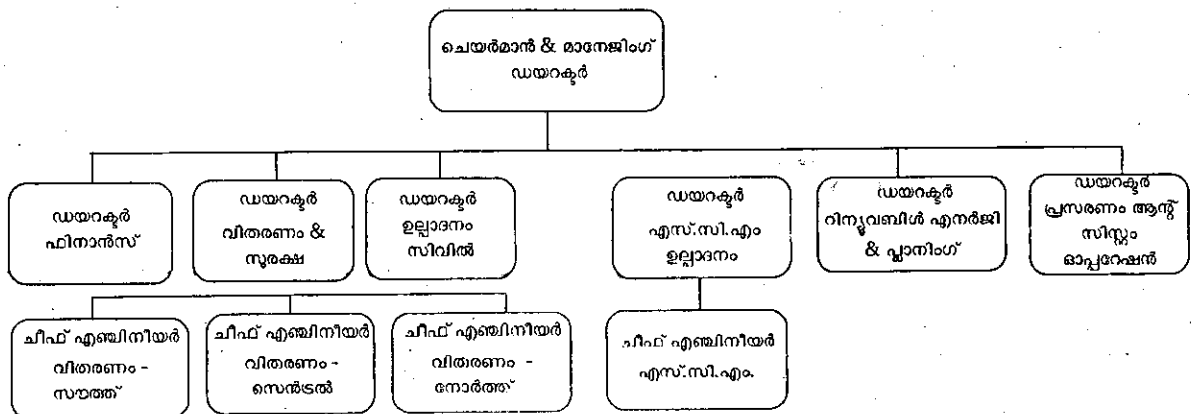 ചെയർമാൻ & മാനേജിംഗ്
ഡയറക്ടർ
ഡയറക്ടർ
ഫിനാൻസ്
ഡയറക്ടർ
വിതരണം &
സുരക്ഷ
ഡയറക്ടർ
ഉല്പാദനം
സിവിൽ
ഡയറക്ടർ
എസ്.സി.എം
ഉല്പാദനം
ഡയറക്ടർ
റിന്യൂവബിൾ എനർജി
& പ്ലാനിംഗ്
ഡയറക്ടർ
പ്രസരണം ആന്റ്
സിസ്റ്റം
ഓപ്പറേഷൻ
ചീഫ് എഞ്ചിനീയർ
വിതരണം -
സൗത്ത്
ചീഫ് എഞ്ചിനീയർ
വിതരണം -
സെൻട്രൽ
ചീഫ് എഞ്ചിനീയർ
വിതരണം -
നോർത്ത്
ചീഫ് എഞ്ചിനീയർ
എസ്.സി.എം.